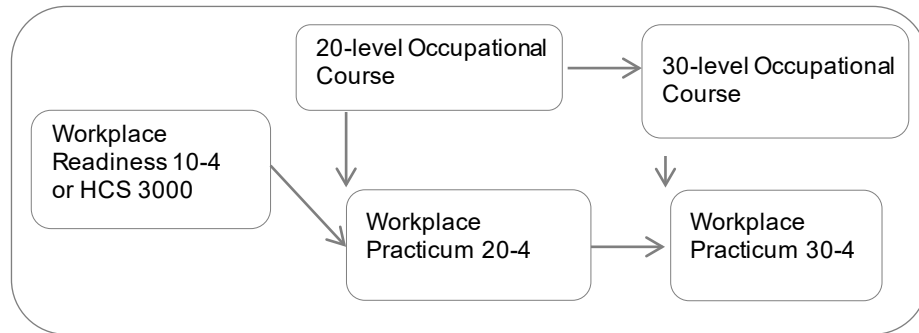 20-level Occupational
Course
30-level Occupational
Course
Workplace
Readiness 10-4
or HCS 3000
Workplace
Practicum 20-4
Workplace
Practicum 30-4